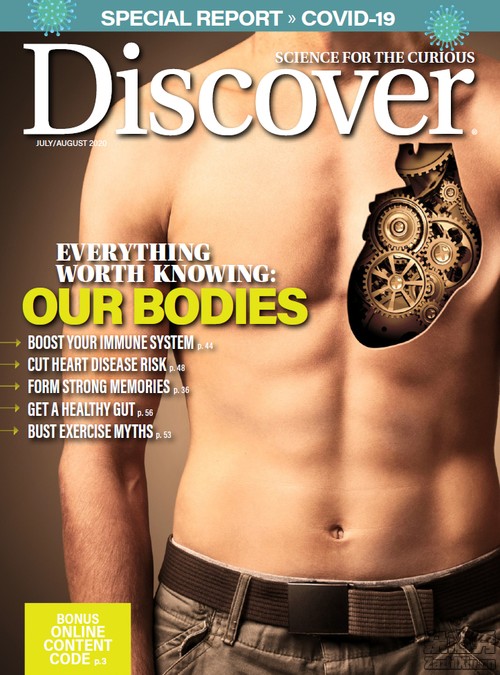 SPECIAL REPORT » COVID-19
Discover®
SCIENCE FOR THE CURIOUS
JULY/AUGUST 2020
EVERYTHING
WORTH KNOWING:
OUR BODIES
BOOST YOUR IMMUNE SYSTEM p. 44
CUT HEART DISEASE RISK p. 48
FORM STRONG MEMORIES p. 36
GET A HEALTHY GUT p. 56
BUST EXERCISE MYTHS p. 53
BONUS
ONLINE
CONTENT
CODE p.3